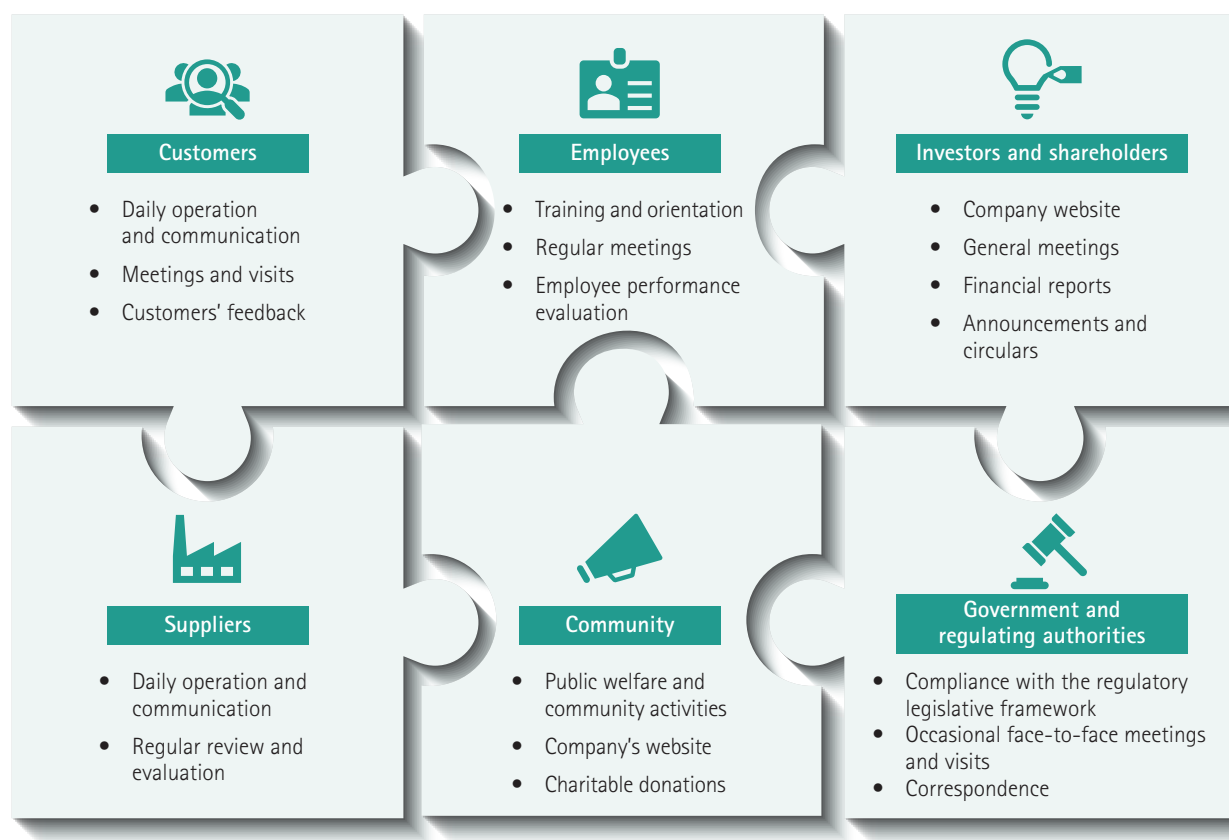 Customers
• Daily operation
and communication
• Meetings and visits
• Customers’ feedback
Employees
• Training and orientation
• Regular meetings
• Employee performance
evaluation
Investors and shareholders
• Company website
• General meetings
• Financial reports
• Announcements and
circulars
Suppliers
• Daily operation and
communication
• Regular review and
evaluation
Community
• Public welfare and
community activities
• Company’s website
• Charitable donations
Government and
regulating authorities
• Compliance with the regulatory
legislative framework
• Occasional face-to-face meetings
and visits
• Correspondence